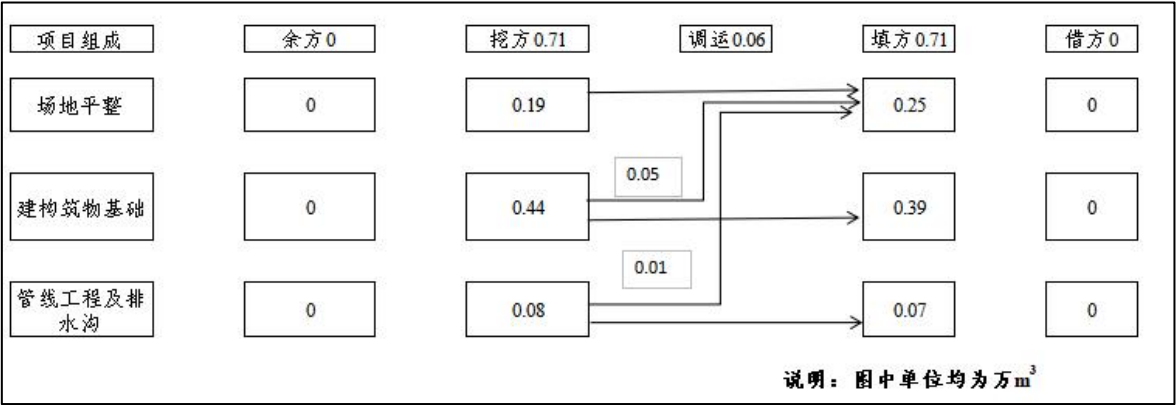 项目组成 余方0 挖方0.71 调运0.06 填方0.71 借方0
场地平整 0 0.19 0.25 0
0.05
建构筑物基础 0 0.44 0.39 0
0.01
管线工程及排
水沟 0 0.08 0.07 0
说明：图中单位均为万m³